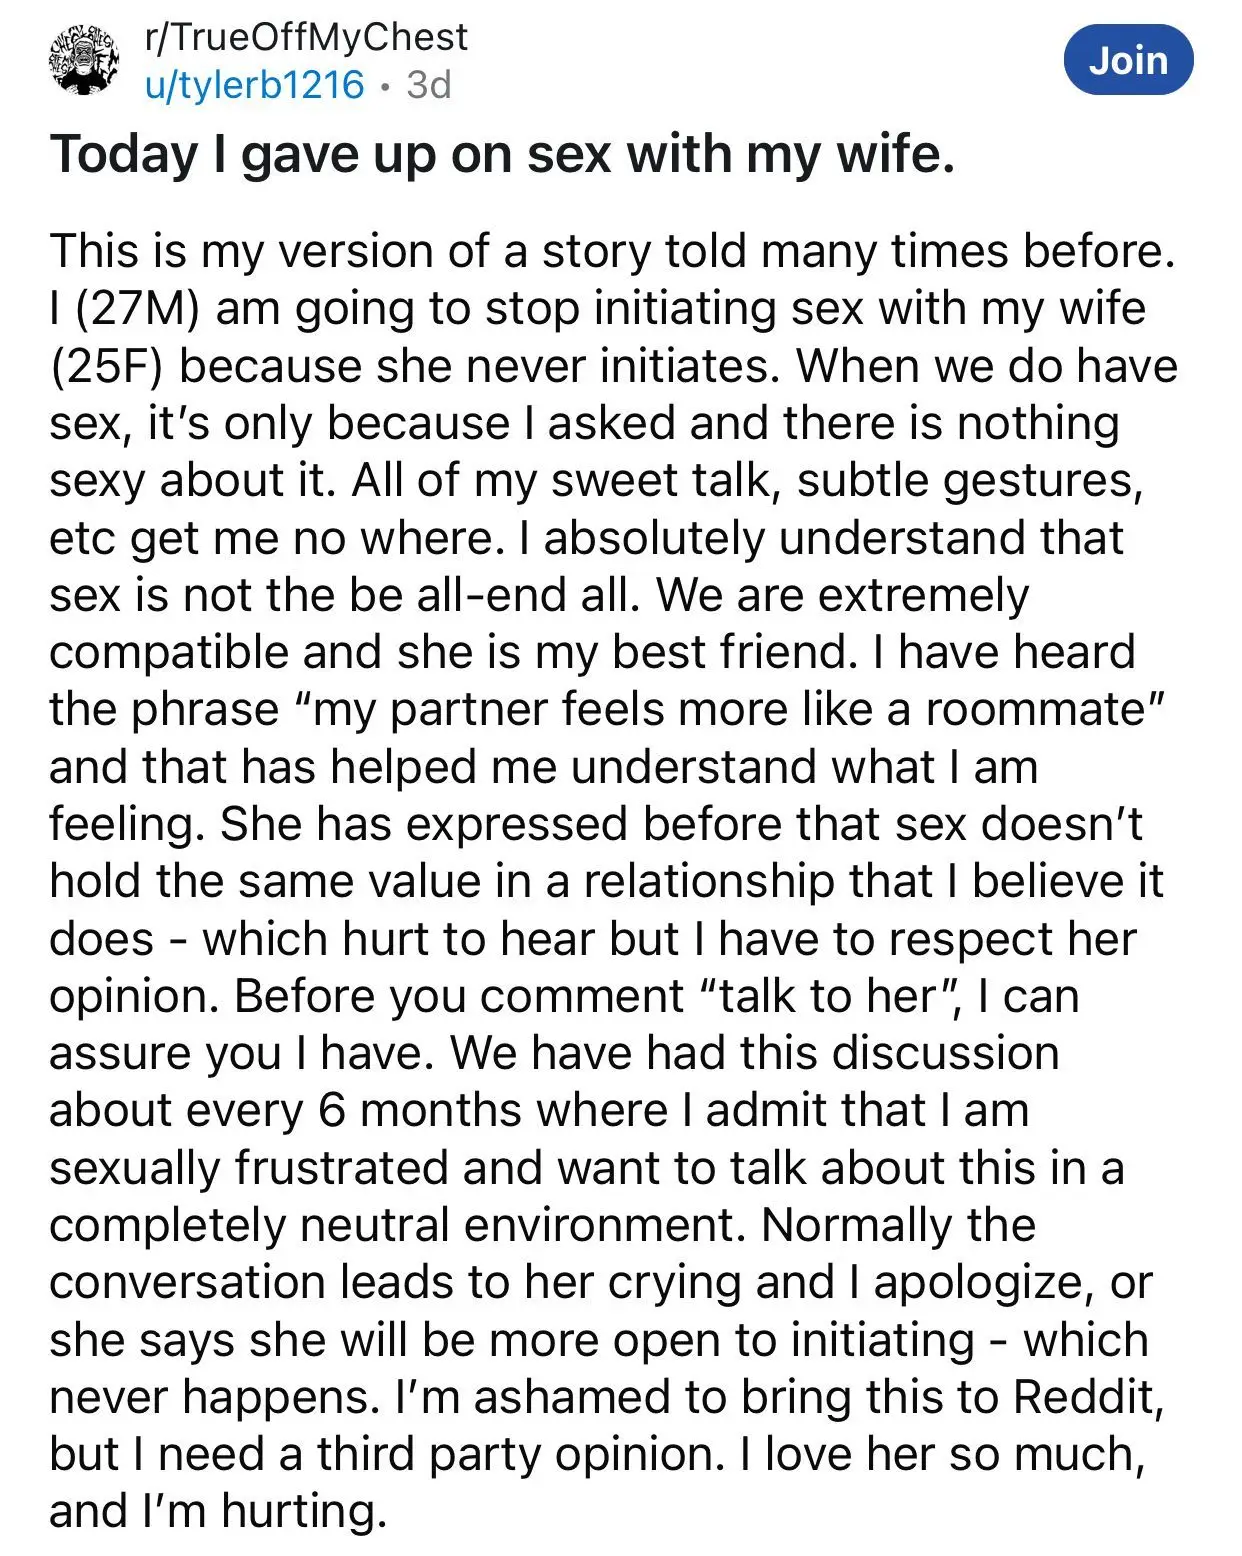 r/TrueOffMyChest
u/tylerb1216 • 3d
Join
Today I gave up on sex with my wife.
This is my version of a story told many times before.
I (27M) am going to stop initiating sex with my wife
(25F) because she never initiates. When we do have
sex, it’s only because I asked and there is nothing
sexy about it. All of my sweet talk, subtle gestures,
etc get me no where. I absolutely understand that
sex is not the be all-end all. We are extremely
compatible and she is my best friend. I have heard
the phrase “my partner feels more like a roommate”
and that has helped me understand what I am
feeling. She has expressed before that sex doesn’t
hold the same value in a relationship that I believe it
does - which hurt to hear but I have to respect her
opinion. Before you comment “talk to her”, I can
assure you I have. We have had this discussion
about every 6 months where I admit that I am
sexually frustrated and want to talk about this in a
completely neutral environment. Normally the
conversation leads to her crying and I apologize, or
she says she will be more open to initiating - which
never happens. I’m ashamed to bring this to Reddit,
but I need a third party opinion. I love her so much,
and I’m hurting.